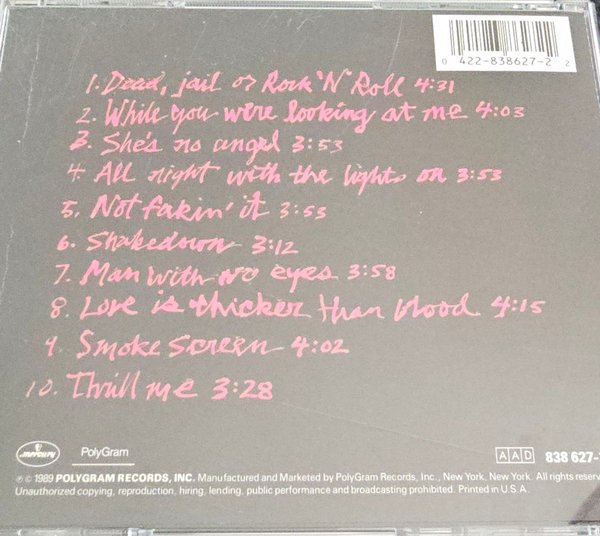 0 422-838627-2 2
1. Dead, jail or Rock 'N' Roll 4:31
2. While you were looking at me 4:03
3. She's no angel 3:53
4. All night with the lights on 3:53
5. Not fakin' it 3:53
6. Shakedown 3:12
7. Man with no eyes 3:58
8. Love is thicker than blood 4:15
9. Smoke screen 4:02
10. Thrill me 3:28
mercury PolyGram AAD 838 627-
℗ © 1989 POLYGRAM RECORDS, INC. Manufactured and Marketed by PolyGram Records, Inc., New York, New York. All rights reserve
Unauthorized copying, reproduction, hiring, lending, public performance and broadcasting prohibited. Printed in U.S.A.